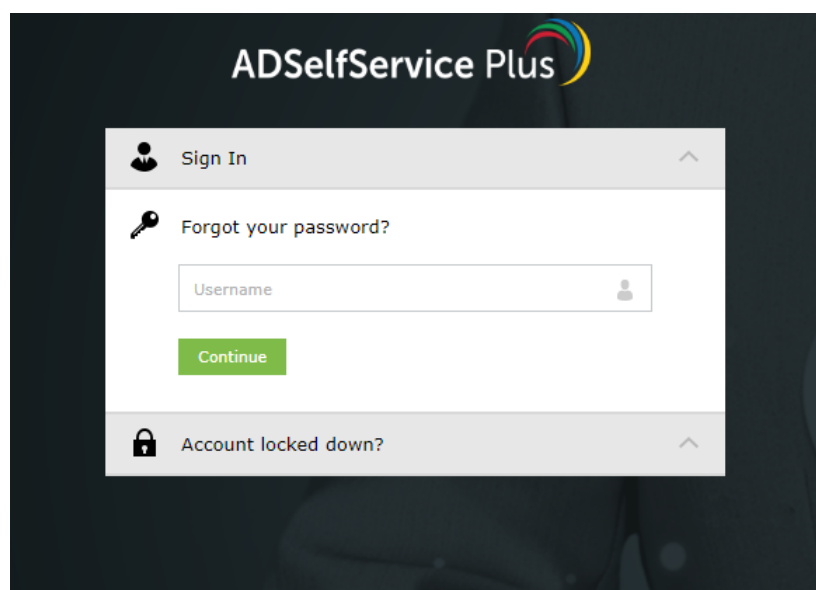 ADSelfService Plus
Sign In
Forgot your password?
Username
Continue
Account locked down?